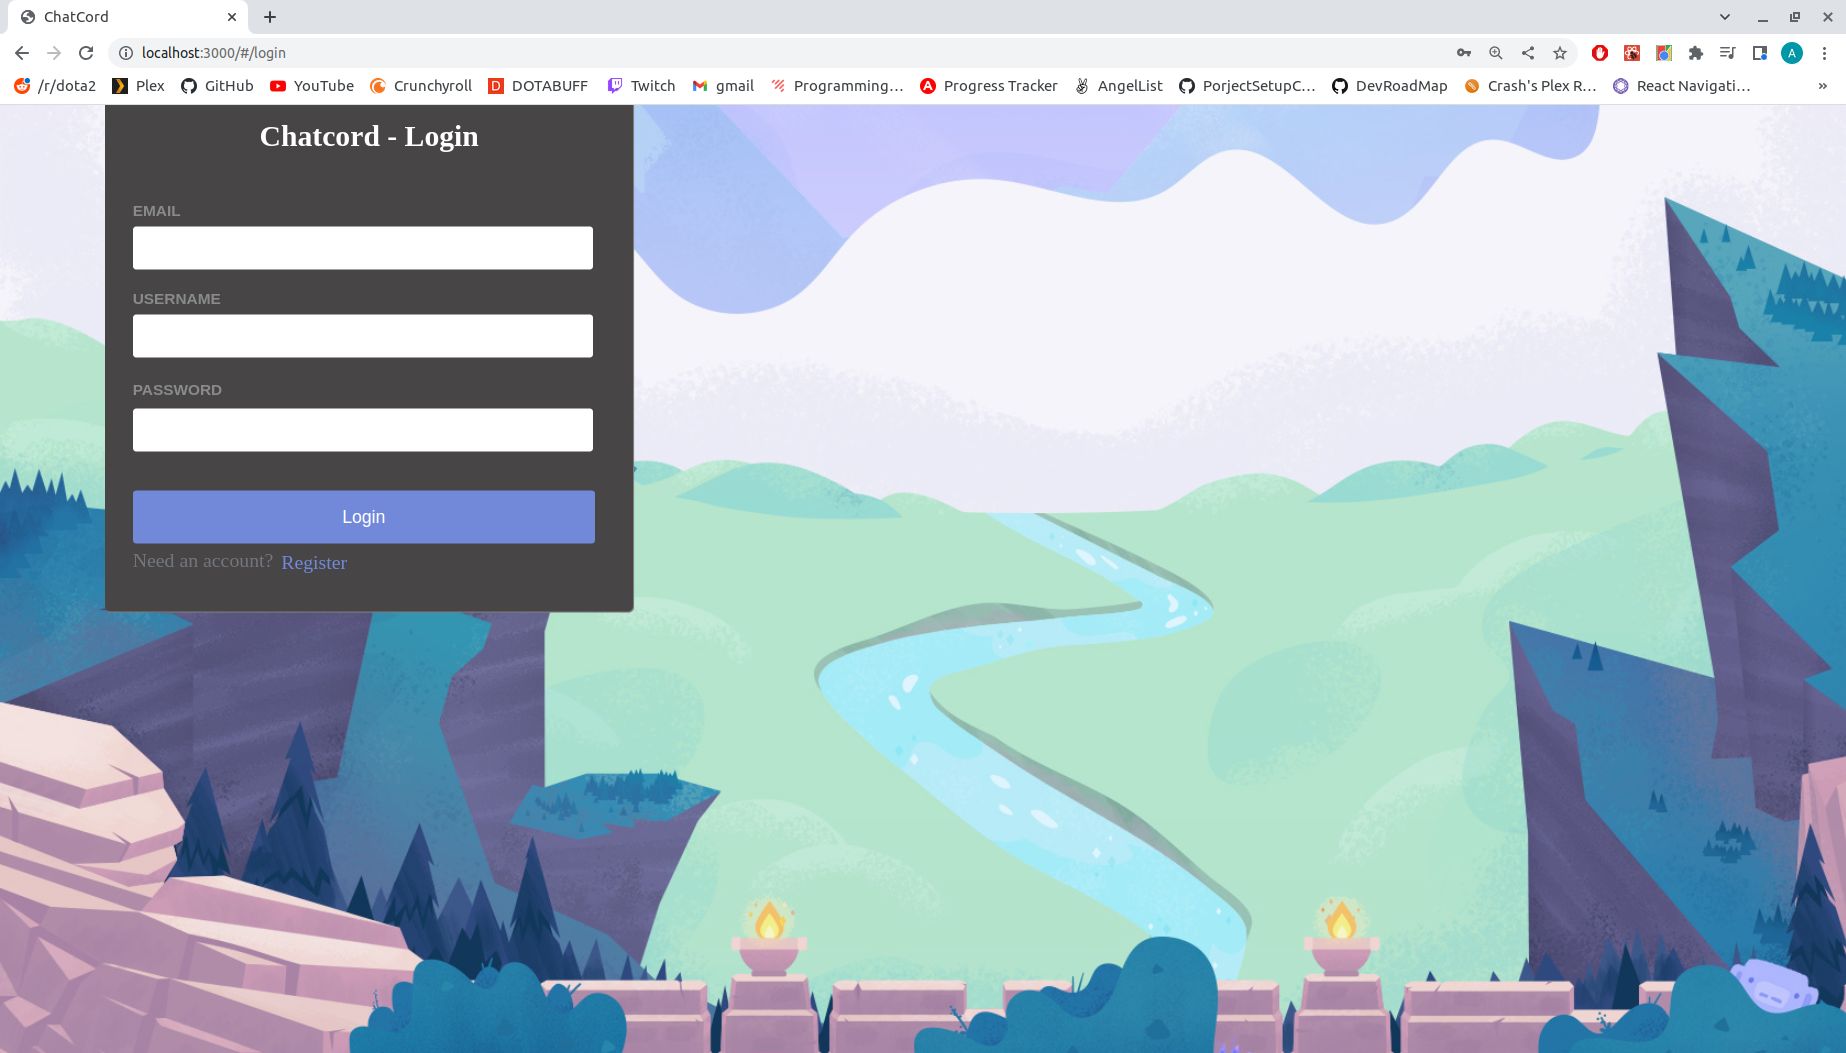 ChatCord
localhost:3000/#/login
A
/r/dota2 Plex GitHub YouTube Crunchyroll D DOTABUFF Twitch gmail Programming... A Progress Tracker AngelList PorjectSetupC... DevRoadMap Crash's Plex R... React Navigati... »
Chatcord - Login
EMAIL
USERNAME
PASSWORD
Login
Need an account? Register